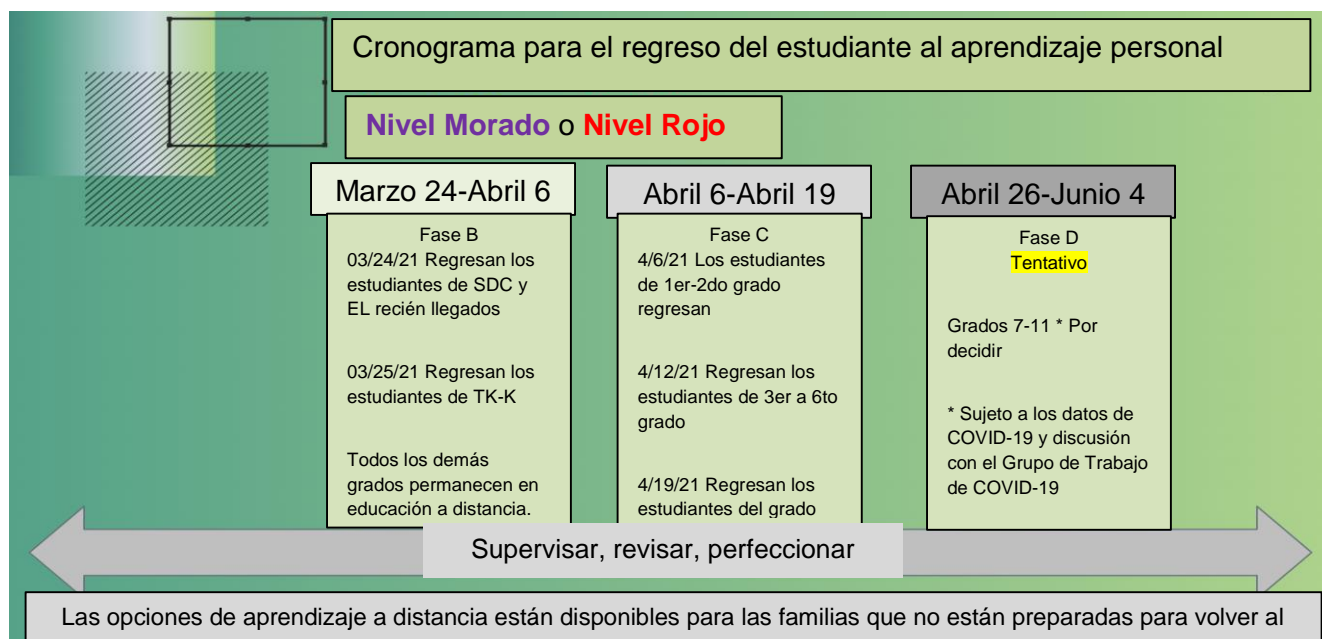 Cronograma para el regreso del estudiante al aprendizaje personal
Nivel Morado o Nivel Rojo
Marzo 24-Abril 6
Fase B
03/24/21 Regresan los
estudiantes de SDC y
EL recién llegados
03/25/21 Regresan los
estudiantes de TK-K
Todos los demás
grados permanecen en
educación a distancia.
Abril 6-Abril 19
Fase C
4/6/21 Los estudiantes
de 1er-2do grado
regresan
4/12/21 Regresan los
estudiantes de 3er a 6to
grado
4/19/21 Regresan los
estudiantes del grado
Abril 26-Junio 4
Fase D
Tentativo
Grados 7-11 * Por
decidir
* Sujeto a los datos de
COVID-19 y discusión
con el Grupo de Trabajo
de COVID-19
Supervisar, revisar, perfeccionar
Las opciones de aprendizaje a distancia están disponibles para las familias que no están preparadas para volver al